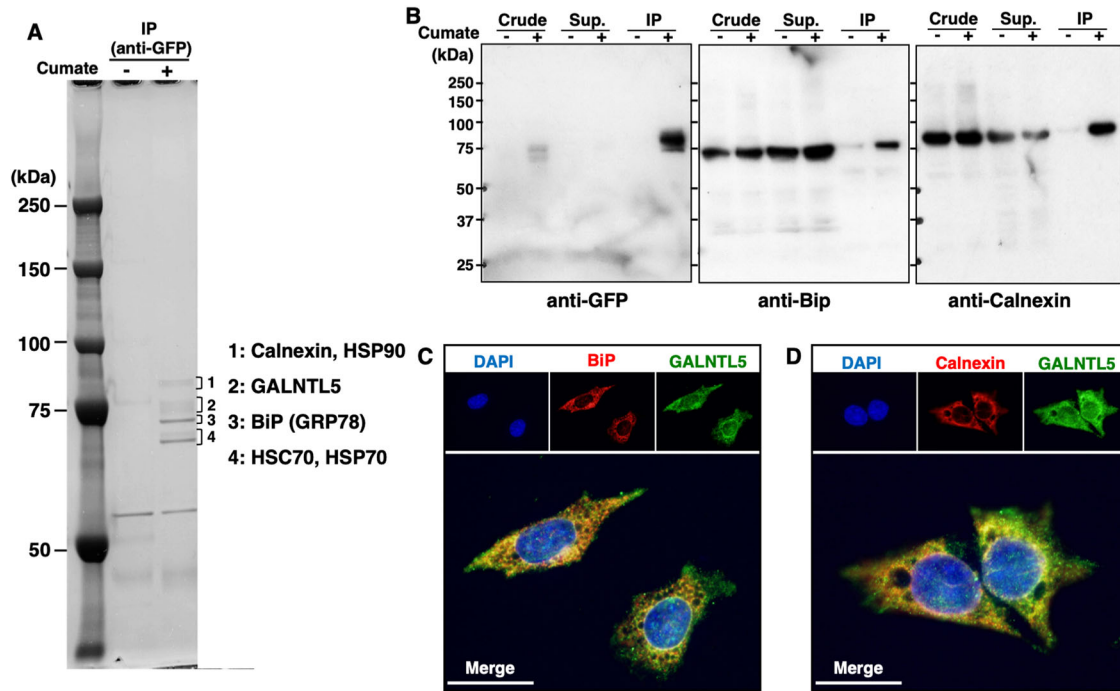 A
IP
(anti-GFP)
Cumate - +
(kDa)
250
150
100
75
50
1
2
3
4
1: Calnexin, HSP90
2: GALNTL5
3: BiP (GRP78)
4: HSC70, HSP70
B
Crude Sup. IP Crude Sup. IP Crude Sup. IP
Cumate - + - + - + - + - + - + - + - + - +
(kDa)
250
150
100
75
50
37
25
anti-GFP anti-Bip anti-Calnexin
C
DAPI BiP GALNTL5
Merge
D
DAPI Calnexin GALNTL5
Merge